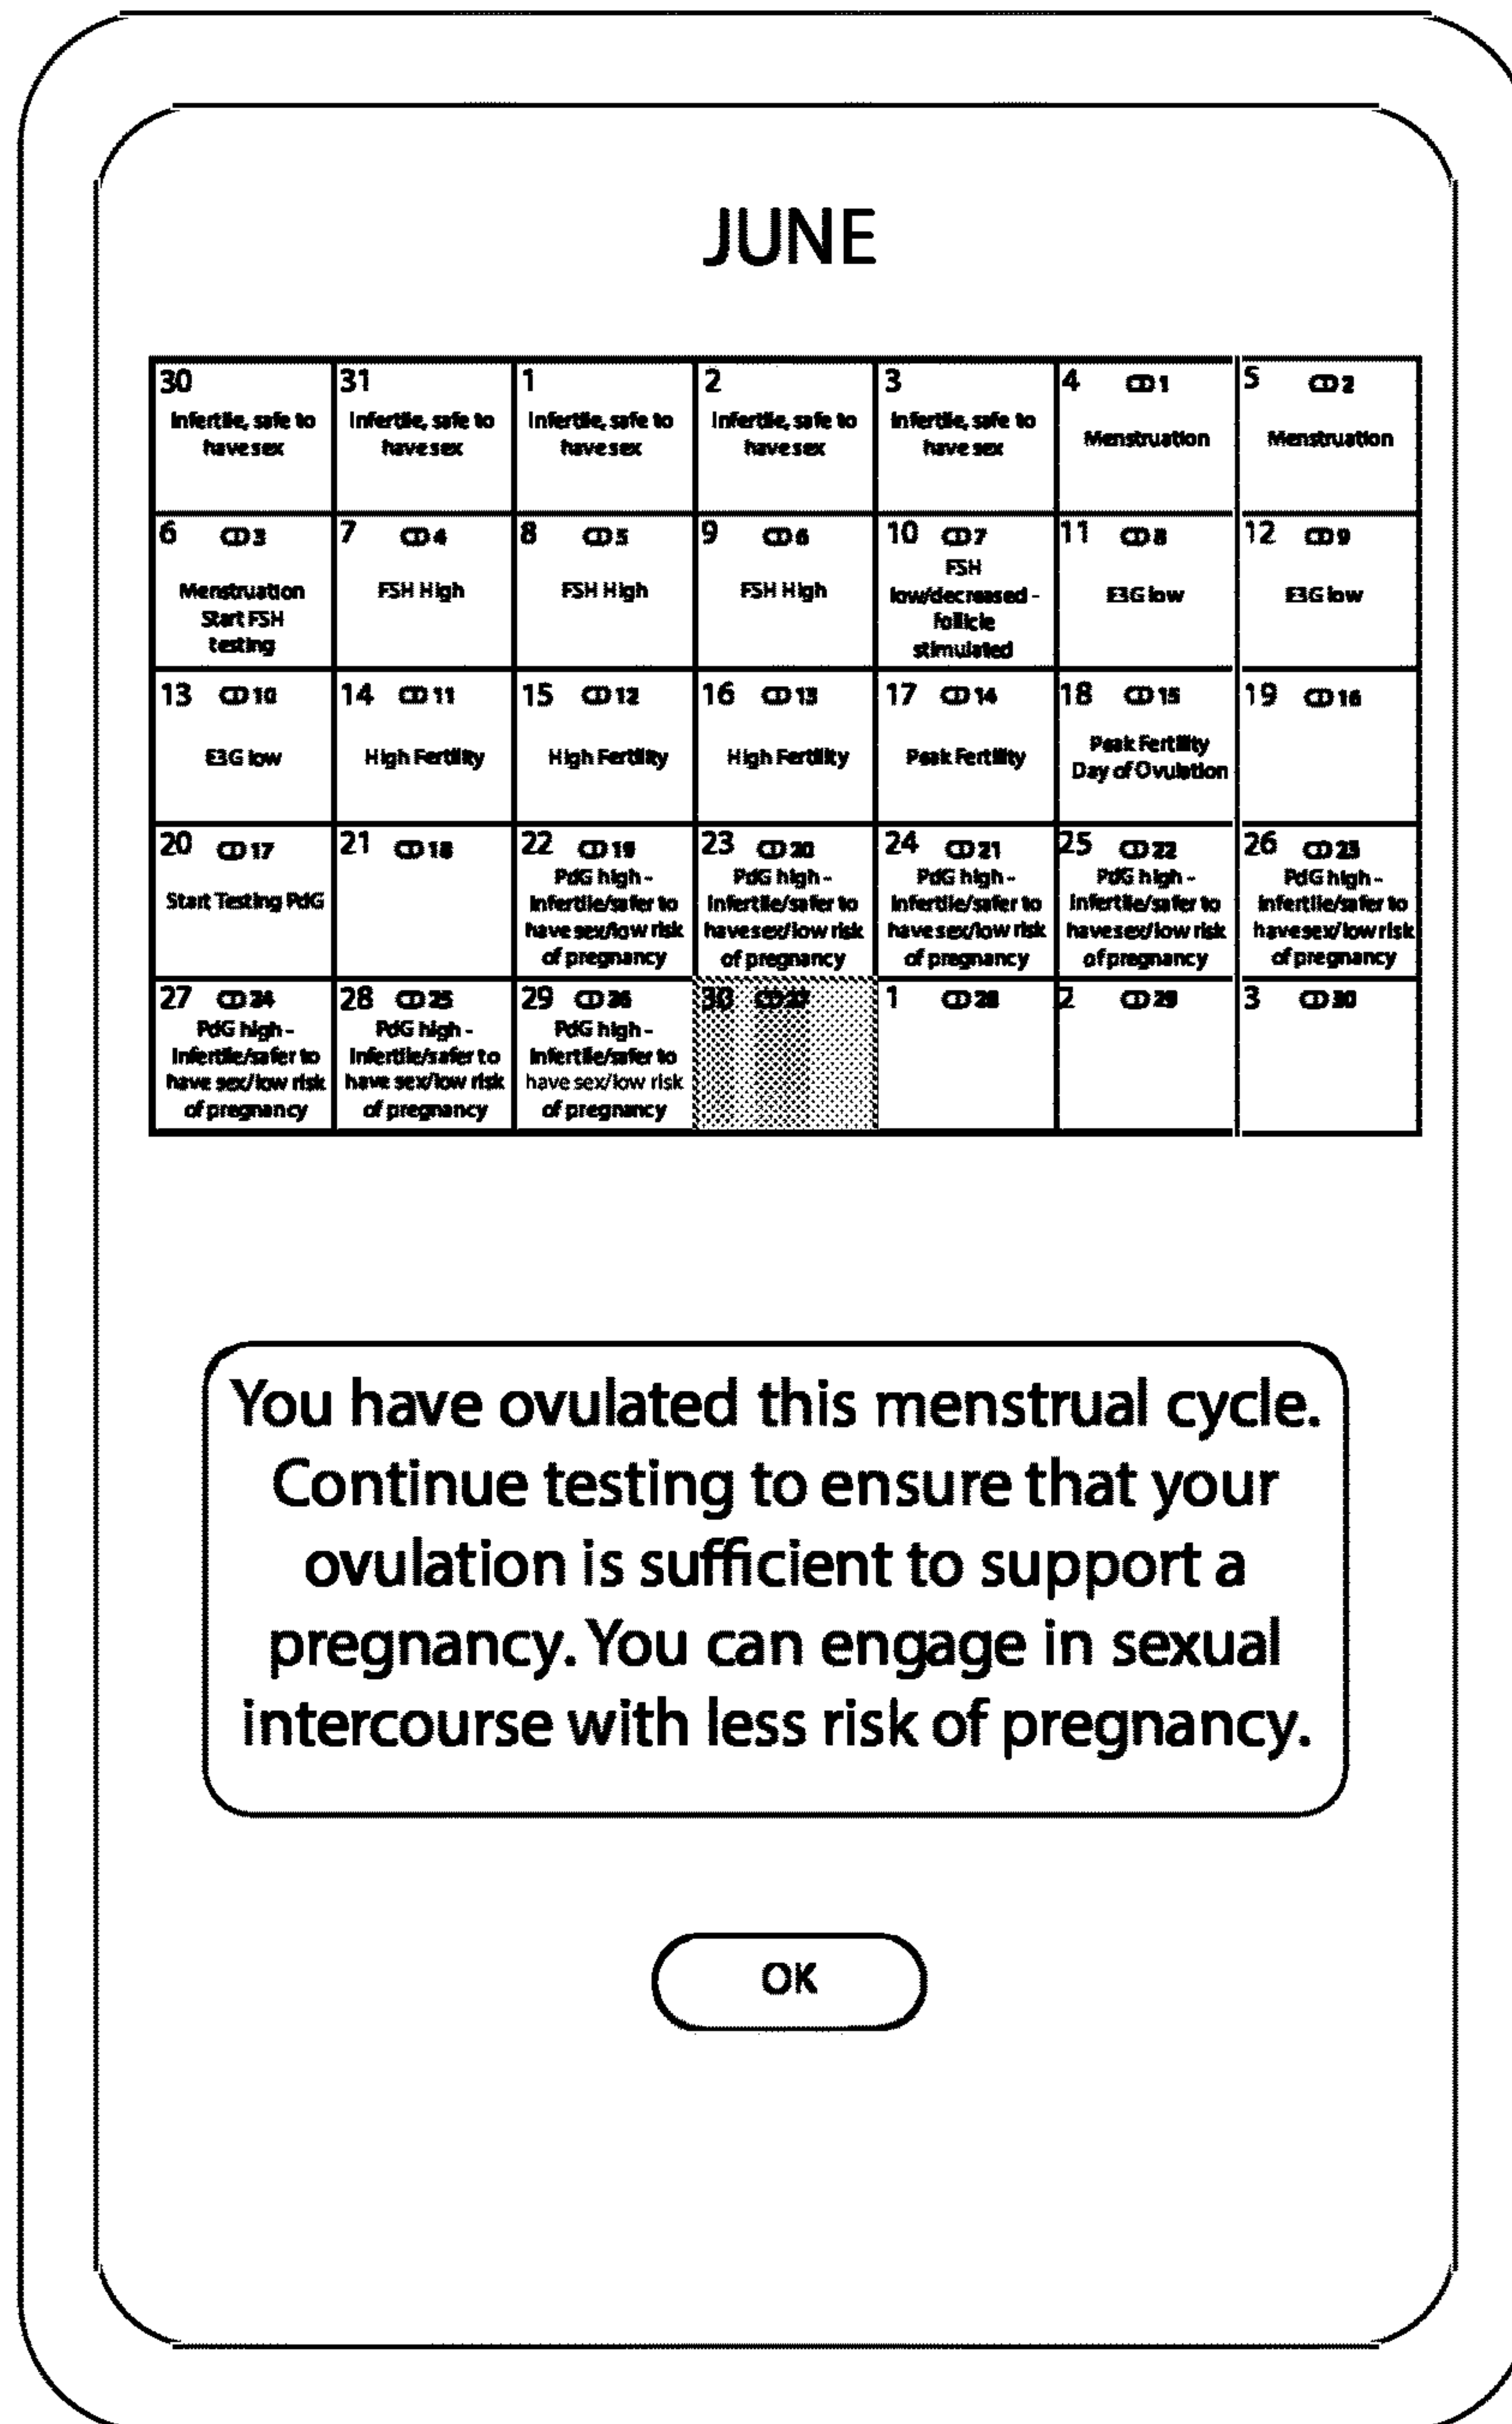 JUNE
30 31 1 2 3 4 CD1 5 CD2
Infertile, safe to have sex Infertile, safe to have sex Infertile, safe to have sex Infertile, safe to have sex Infertile, safe to have sex Menstruation Menstruation
6 CD3 7 CD4 8 CD5 9 CD6 10 CD7 11 CD8 12 CD9
Menstruation Start FSH testing FSH High FSH High FSH High FSH low/decreased - follicle stimulated E3G low E3G low
13 CD10 14 CD11 15 CD12 16 CD13 17 CD14 18 CD15 19 CD16
E3G low High Fertility High Fertility High Fertility Peak Fertility Peak Fertility Day of Ovulation
20 CD17 21 CD18 22 CD19 23 CD20 24 CD21 25 CD22 26 CD23
Start Testing PdG PdG high - Infertile/safer to have sex/low risk of pregnancy PdG high - Infertile/safer to have sex/low risk of pregnancy PdG high - Infertile/safer to have sex/low risk of pregnancy PdG high - Infertile/safer to have sex/low risk of pregnancy PdG high - Infertile/safer to have sex/low risk of pregnancy
27 CD24 28 CD25 29 CD26 30 CD27 1 CD28 2 CD29 3 CD30
PdG high - Infertile/safer to have sex/low risk of pregnancy PdG high - Infertile/safer to have sex/low risk of pregnancy PdG high - Infertile/safer to have sex/low risk of pregnancy
You have ovulated this menstrual cycle.
Continue testing to ensure that your
ovulation is sufficient to support a
pregnancy. You can engage in sexual
intercourse with less risk of pregnancy.
OK